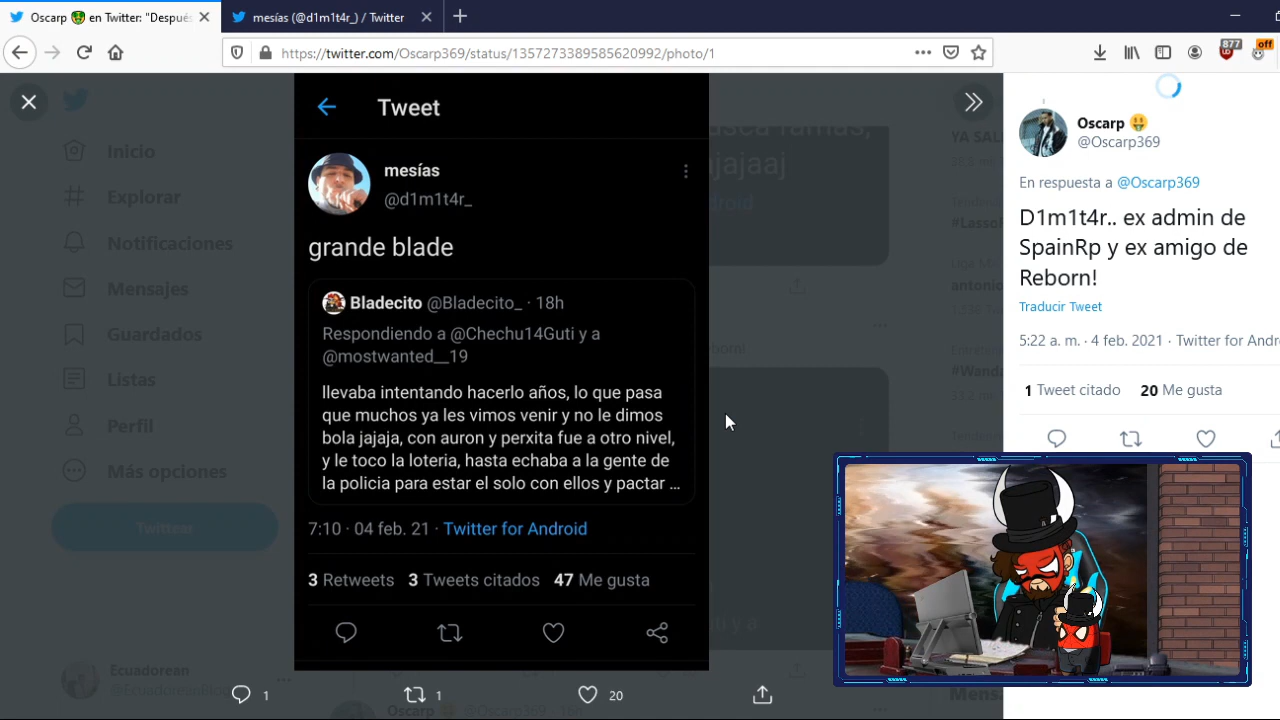 Oscarp en Twitter: "Después
mesías (@d1m1t4r_) / Twitter
https://twitter.com/Oscarp369/status/1357273389585620992/photo/1
877
off
Inicio
Explorar
Notificaciones
Mensajes
Guardados
Listas
Perfil
Más opciones
Twittear
Ecuadorean
Tweet
mesías
@d1m1t4r_
grande blade
Bladecito @Bladecito_ · 18h
Respondiendo a @Chechu14Guti y a
@mostwanted__19
llevaba intentando hacerlo años, lo que pasa
que muchos ya les vimos venir y no le dimos
bola jajaja, con auron y perxita fue a otro nivel,
y le toco la loteria, hasta echaba a la gente de
la policia para estar el solo con ellos y pactar ...
7:10 · 04 feb. 21 · Twitter for Android
3 Retweets 3 Tweets citados 47 Me gusta
1
1
20
YA SAL
Oscarp
@Oscarp369
En respuesta a @Oscarp369
D1m1t4r.. ex admin de
SpainRp y ex amigo de
Reborn!
Traducir Tweet
5:22 a. m. · 4 feb. 2021 · Twitter for Andr
1 Tweet citado 20 Me gusta